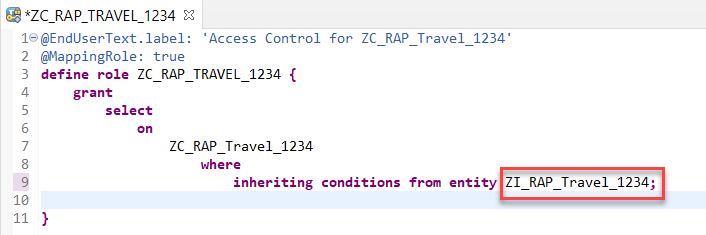 *ZC_RAP_TRAVEL_1234
1 @EndUserText.label: 'Access Control for ZC_RAP_Travel_1234'
2 @MappingRole: true
3 define role ZC_RAP_TRAVEL_1234 {
4 grant
5 select
6 on
7 ZC_RAP_Travel_1234
8 where
9 inheriting conditions from entity ZI_RAP_Travel_1234;
10
11 }